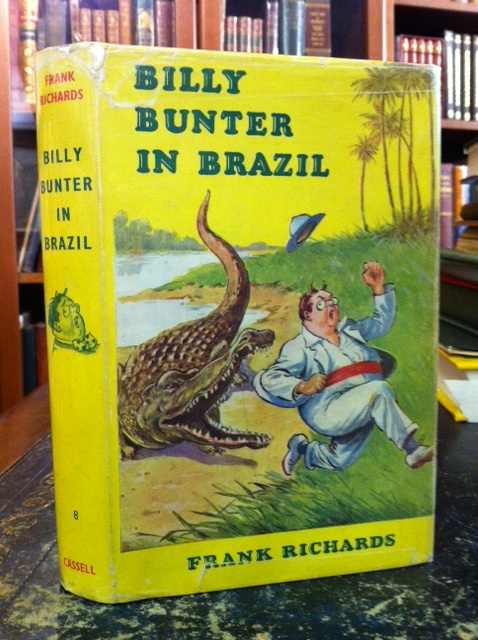 FRANK
RICHARDS
BILLY
BUNTER
IN
BRAZIL
8
CASSELL
BILLY
BUNTER
IN BRAZIL
FRANK RICHARDS